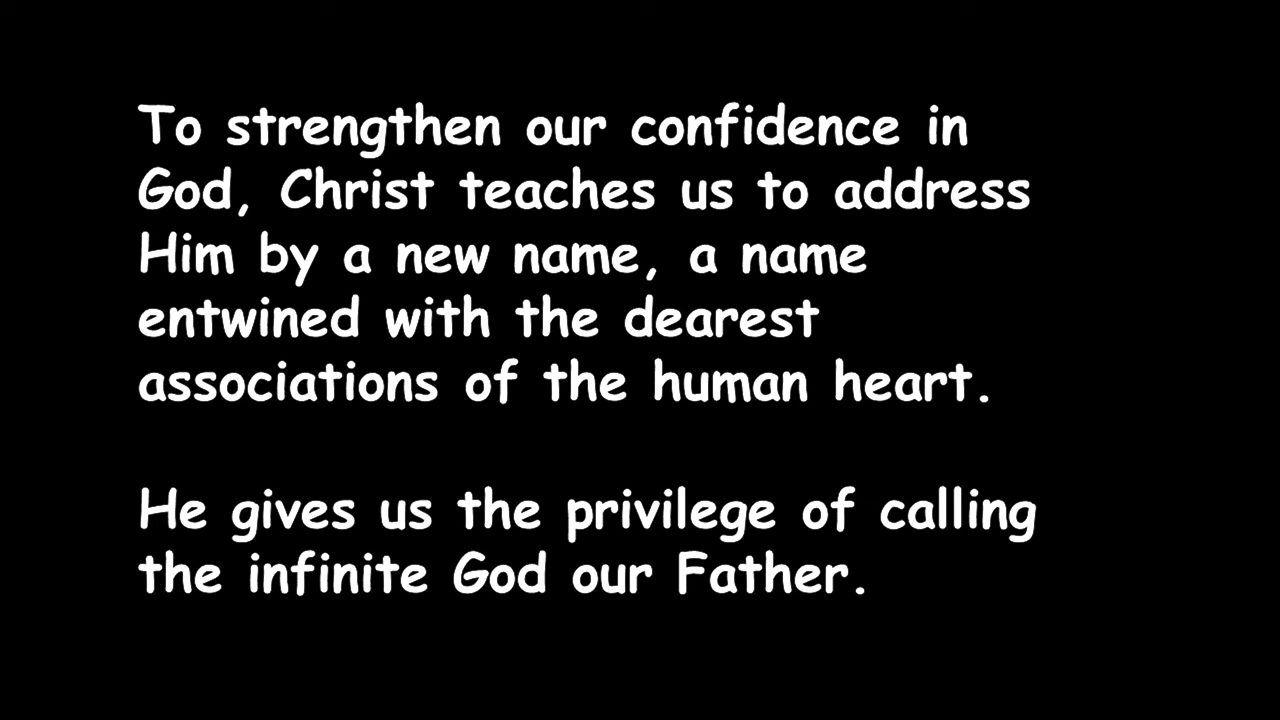 To strengthen our confidence in
God, Christ teaches us to address
Him by a new name, a name
entwined with the dearest
associations of the human heart.
He gives us the privilege of calling
the infinite God our Father.